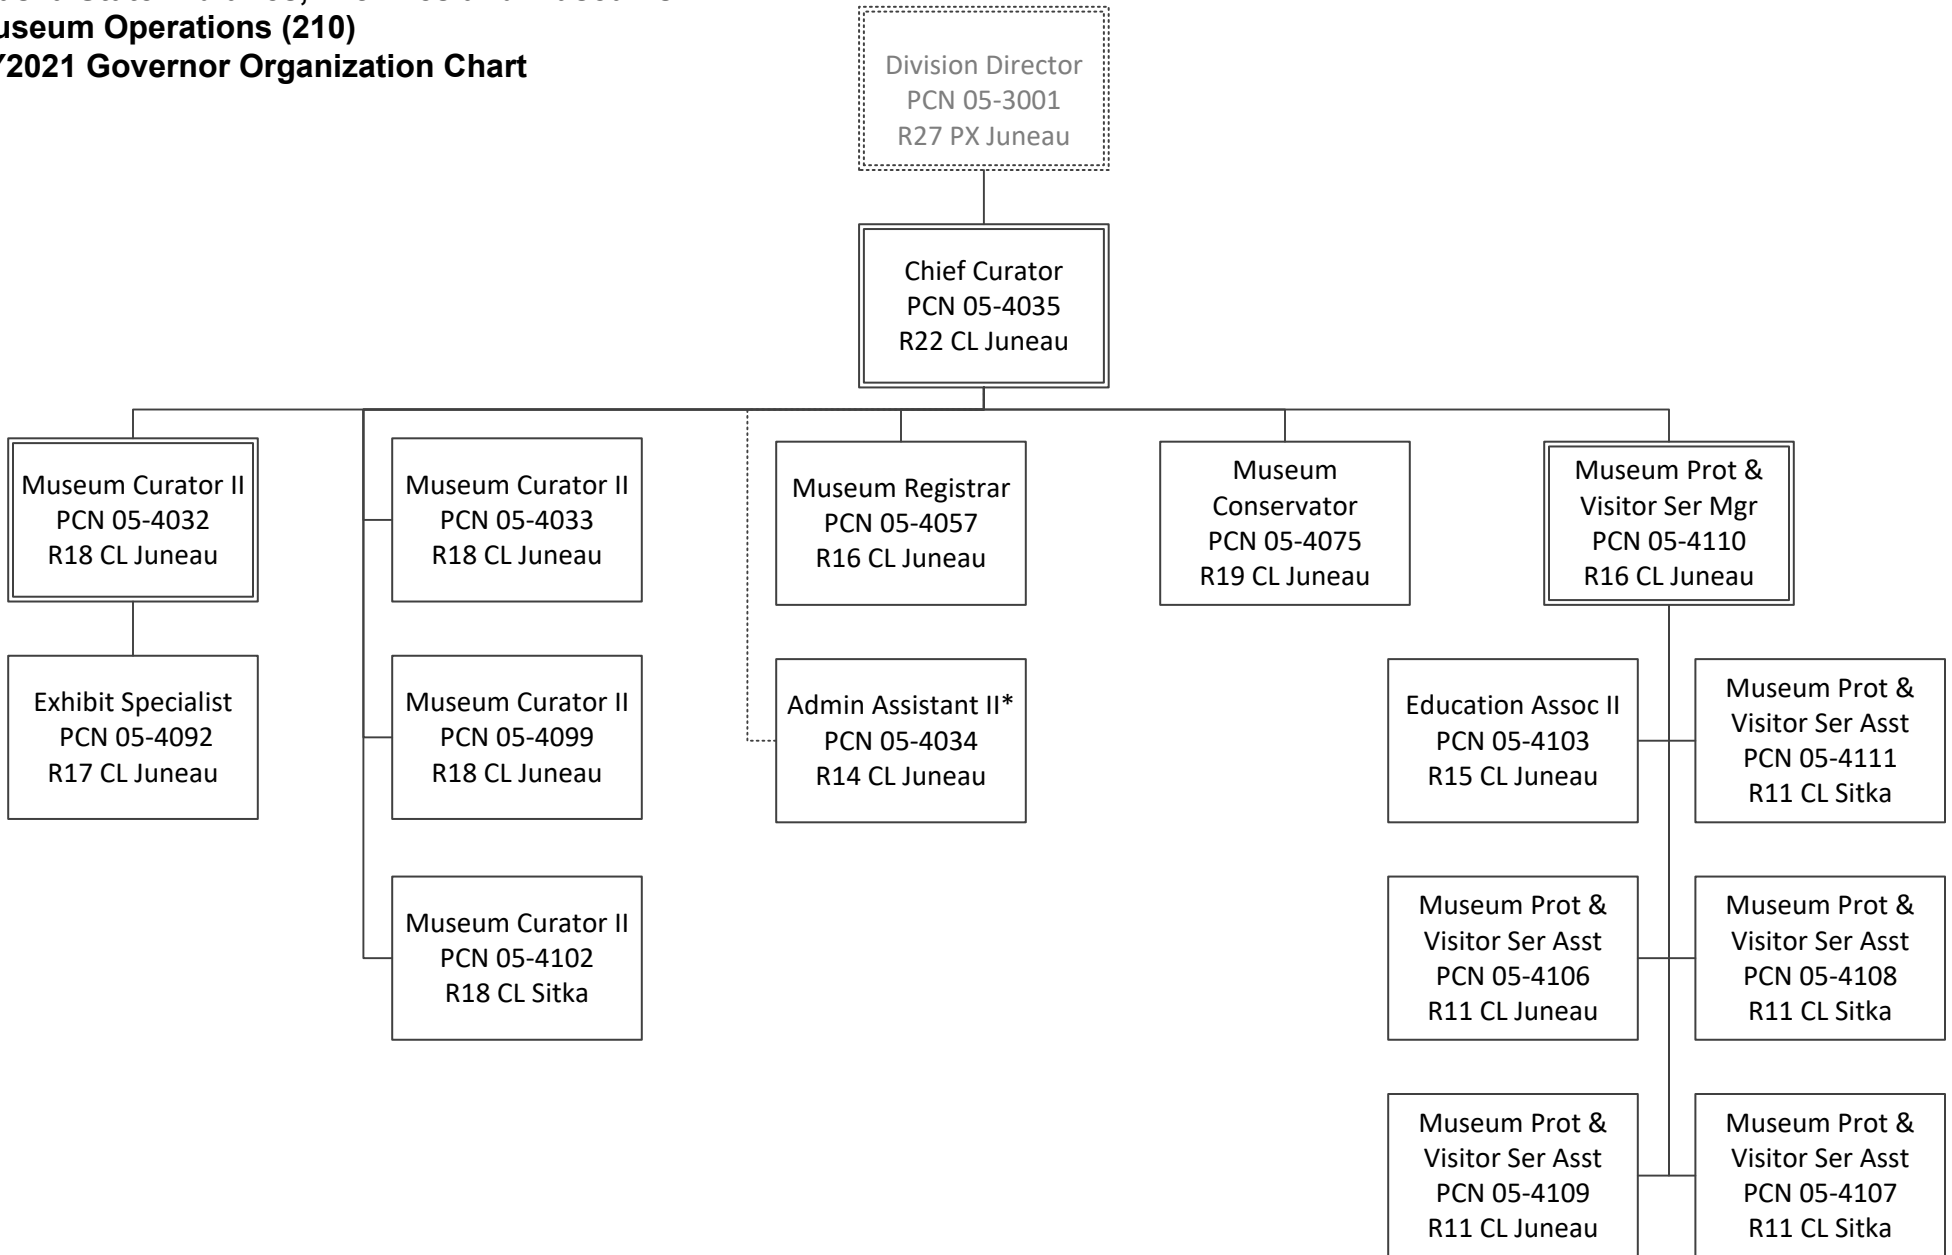 Museum Operations (210)
2021 Governor Organization Chart
Division Director
PCN 05-3001
R27 PX Juneau
Chief Curator
PCN 05-4035
R22 CL Juneau
Museum Curator II
PCN 05-4032
R18 CL Juneau
Museum Curator II
PCN 05-4033
R18 CL Juneau
Museum Registrar
PCN 05-4057
R16 CL Juneau
Museum
Conservator
PCN 05-4075
R19 CL Juneau
Museum Prot &
Visitor Ser Mgr
PCN 05-4110
R16 CL Juneau
Exhibit Specialist
PCN 05-4092
R17 CL Juneau
Museum Curator II
PCN 05-4099
R18 CL Juneau
Admin Assistant II*
PCN 05-4034
R14 CL Juneau
Education Assoc II
PCN 05-4103
R15 CL Juneau
Museum Prot &
Visitor Ser Asst
PCN 05-4111
R11 CL Sitka
Museum Curator II
PCN 05-4102
R18 CL Sitka
Museum Prot &
Visitor Ser Asst
PCN 05-4106
R11 CL Juneau
Museum Prot &
Visitor Ser Asst
PCN 05-4108
R11 CL Sitka
Museum Prot &
Visitor Ser Asst
PCN 05-4109
R11 CL Juneau
Museum Prot &
Visitor Ser Asst
PCN 05-4107
R11 CL Sitka